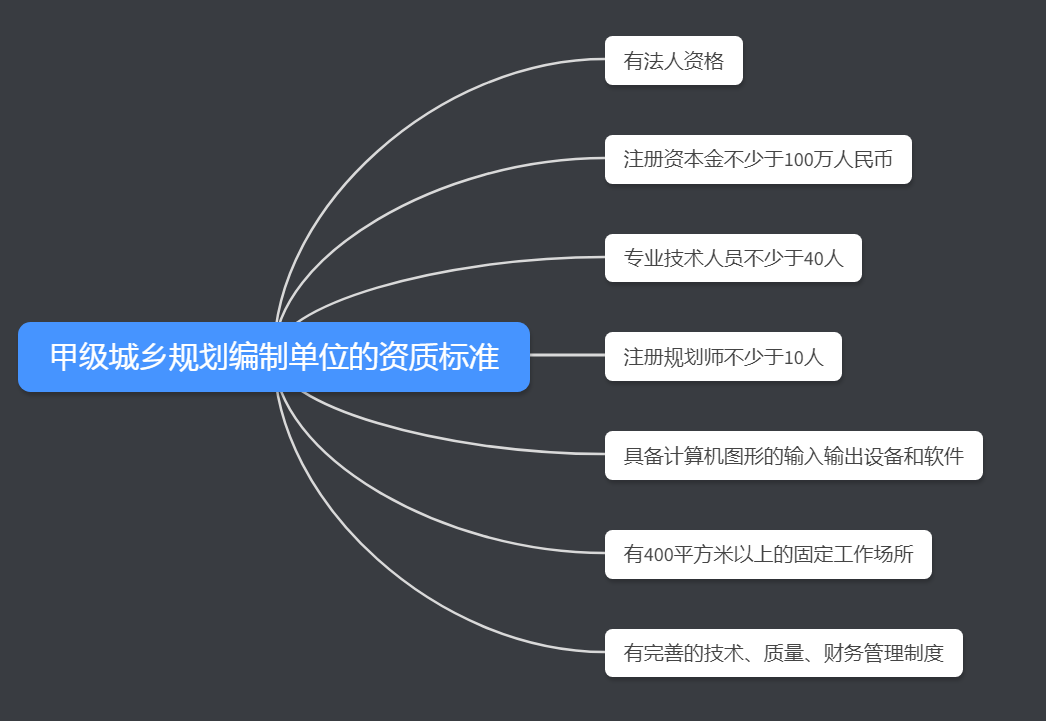 有法人资格
注册资本金不少于100万人民币
专业技术人员不少于40人
甲级城乡规划编制单位的资质标准
注册规划师不少于10人
具备计算机图形的输入输出设备和软件
有400平方米以上的固定工作场所
有完善的技术、质量、财务管理制度